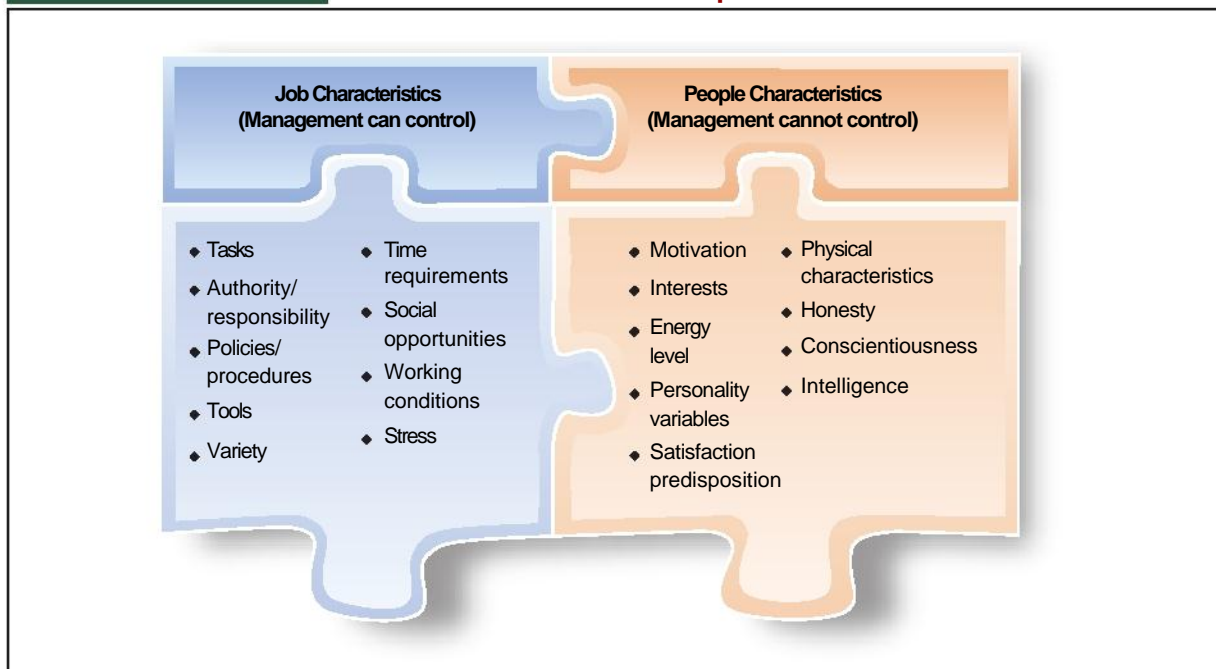 Job Characteristics
(Management can control)
People Characteristics
(Management cannot control)
◆ Tasks
◆ Authority/
responsibility
◆ Policies/
procedures
◆ Tools
◆ Variety
◆ Time
requirements
◆ Social
opportunities
◆ Working
conditions
◆ Stress
◆ Motivation
◆ Interests
◆ Energy
level
◆ Personality
variables
◆ Satisfaction
predisposition
◆ Physical
characteristics
◆ Honesty
◆ Conscientiousness
◆ Intelligence